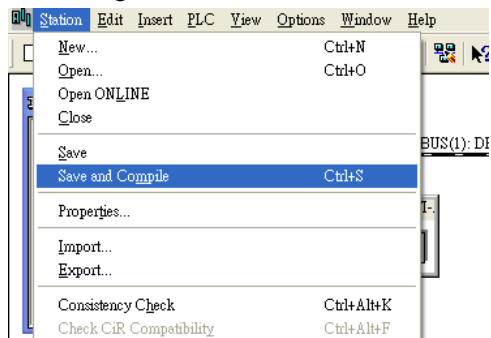 Station Edit Insert PLC View Options Window Help
New... Ctrl+N
Open... Ctrl+O
Open ONLINE
Close
BUS(1): DP
Save
Save and Compile Ctrl+S
Properties...
Import...
Export...
Consistency Check Ctrl+Alt+K
Check CiR Compatibility Ctrl+Alt+F